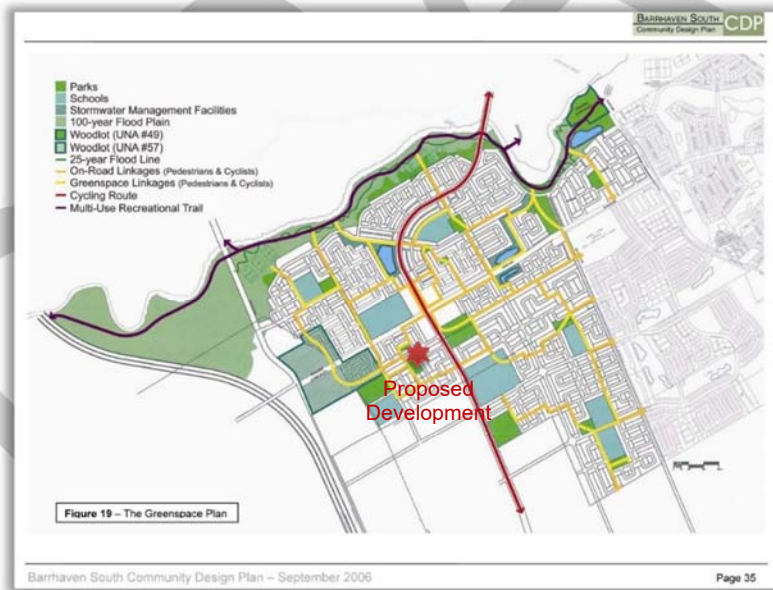 BARRHAVEN SOUTH
Community Design Plan
CDP
Parks
Schools
Stormwater Management Facilities
100-year Flood Plain
Woodlot (UNA #49)
Woodlot (UNA #57)
25-year Flood Line
On-Road Linkages (Pedestrians & Cyclists)
Greenspace Linkages (Pedestrians & Cyclists)
Cycling Route
Multi-Use Recreational Trail
Proposed
Development
Figure 19 – The Greenspace Plan
Barrhaven South Community Design Plan – September 2006
Page 35